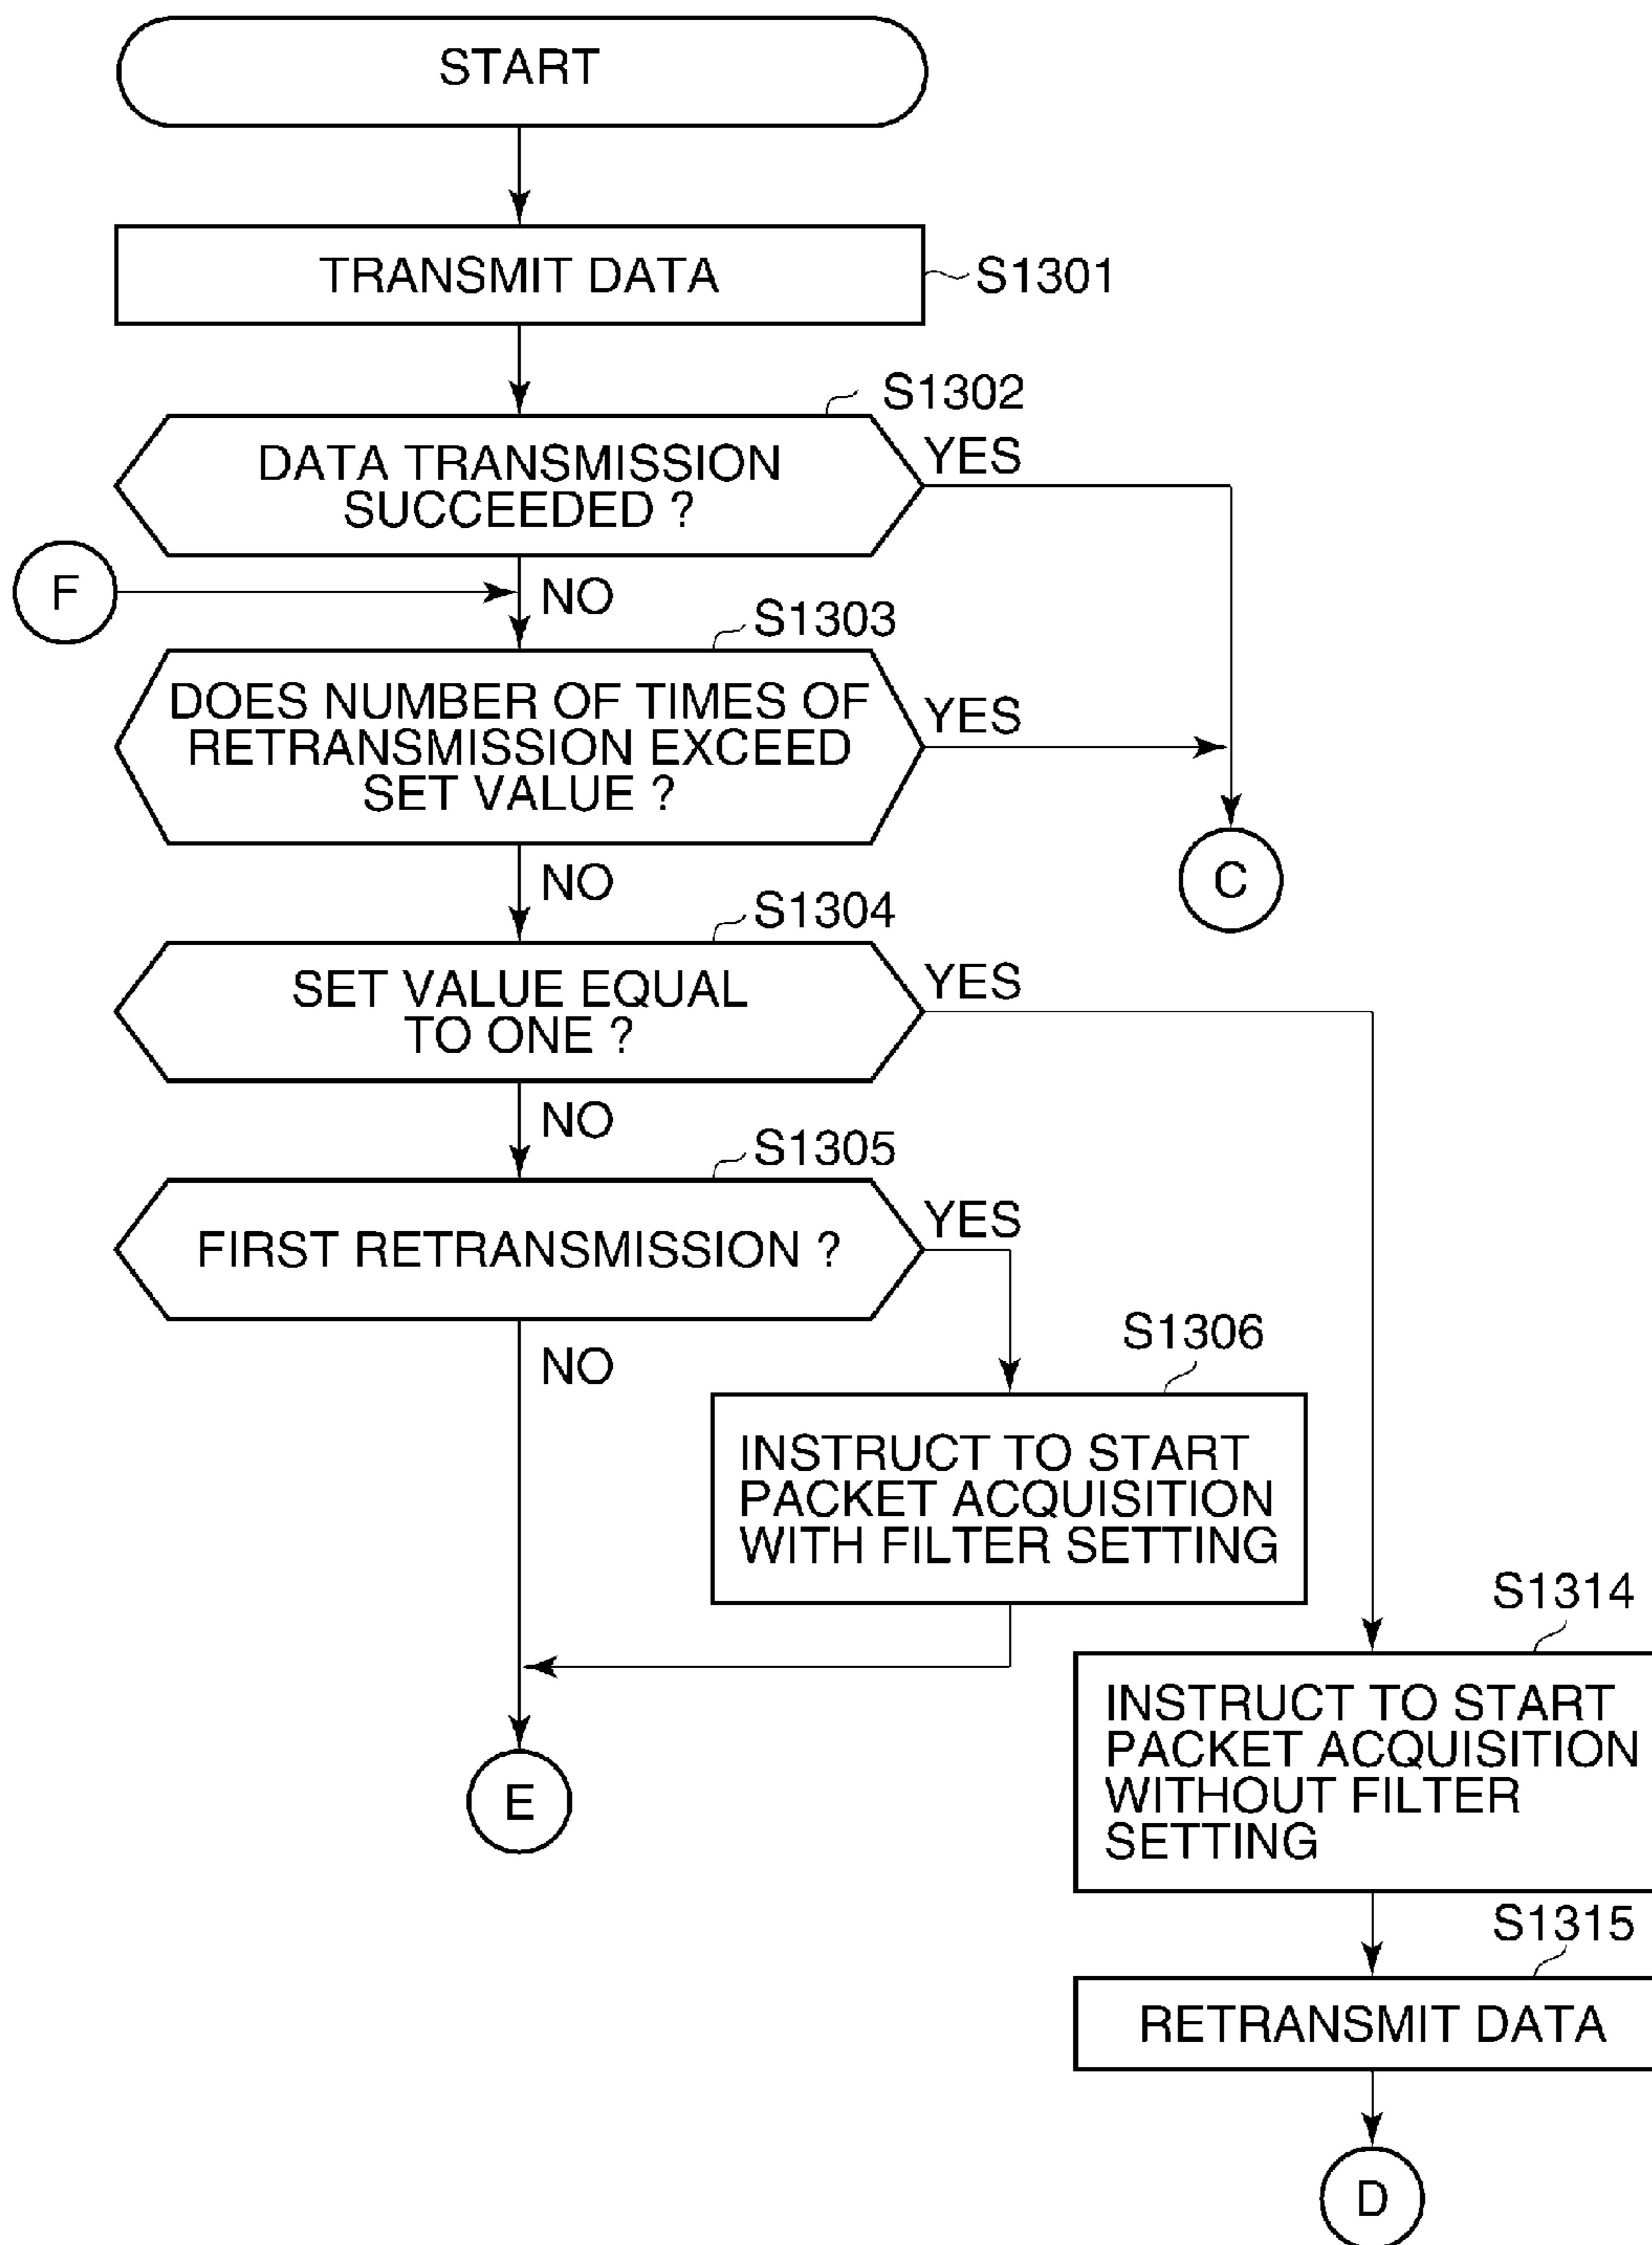 START
TRANSMIT DATA
S1301
S1302
DATA TRANSMISSION
SUCCEEDED ?
YES
F
NO
S1303
DOES NUMBER OF TIMES OF
RETRANSMISSION EXCEED
SET VALUE ?
YES
C
NO
S1304
SET VALUE EQUAL
TO ONE ?
YES
NO
S1305
FIRST RETRANSMISSION ?
YES
NO
S1306
INSTRUCT TO START
PACKET ACQUISITION
WITH FILTER SETTING
S1314
INSTRUCT TO START
PACKET ACQUISITION
WITHOUT FILTER
SETTING
E
S1315
RETRANSMIT DATA
D